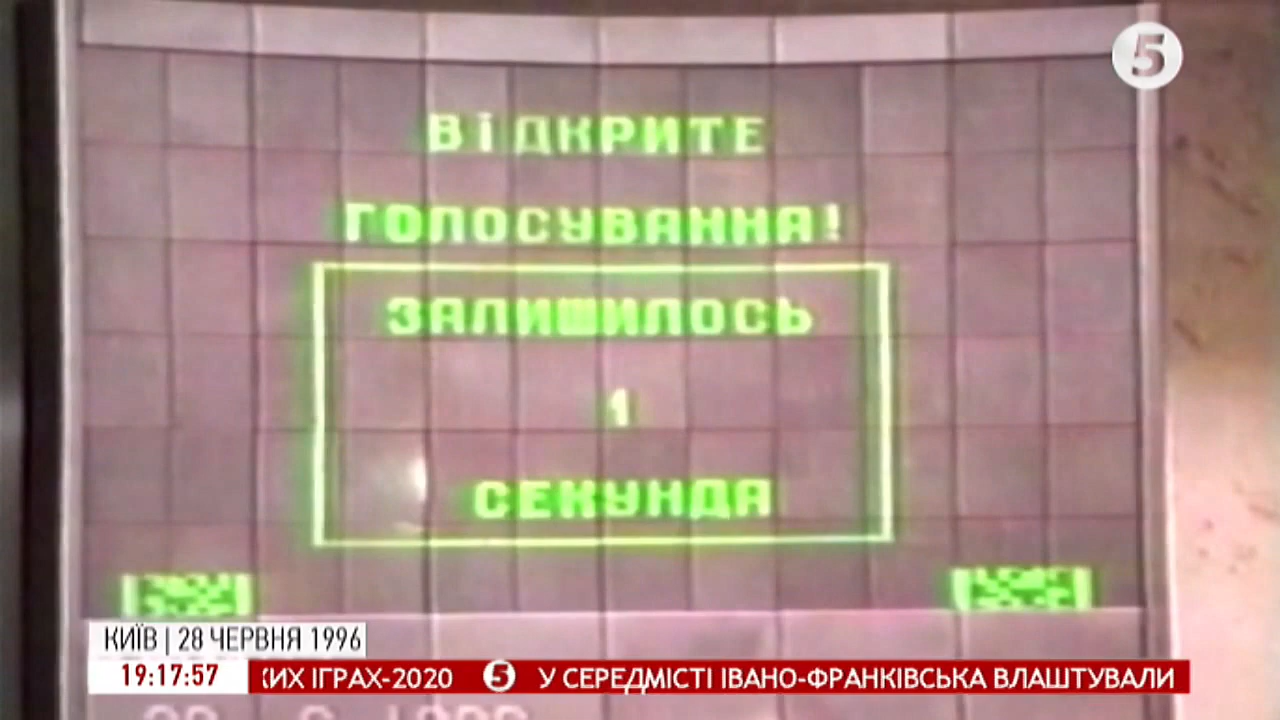 5
ВіДКРИТЕ
ГОЛОСУВАННЯ!
ЗАЛИШИЛОСЬ
1
СЕКУНДА
КИЇВ | 28 ЧЕРВНЯ 1996
19:17:57 КИХ ІГРАХ-2020 5 У СЕРЕДМІСТІ ІВАНО-ФРАНКІВСЬКА ВЛАШТУВАЛИ